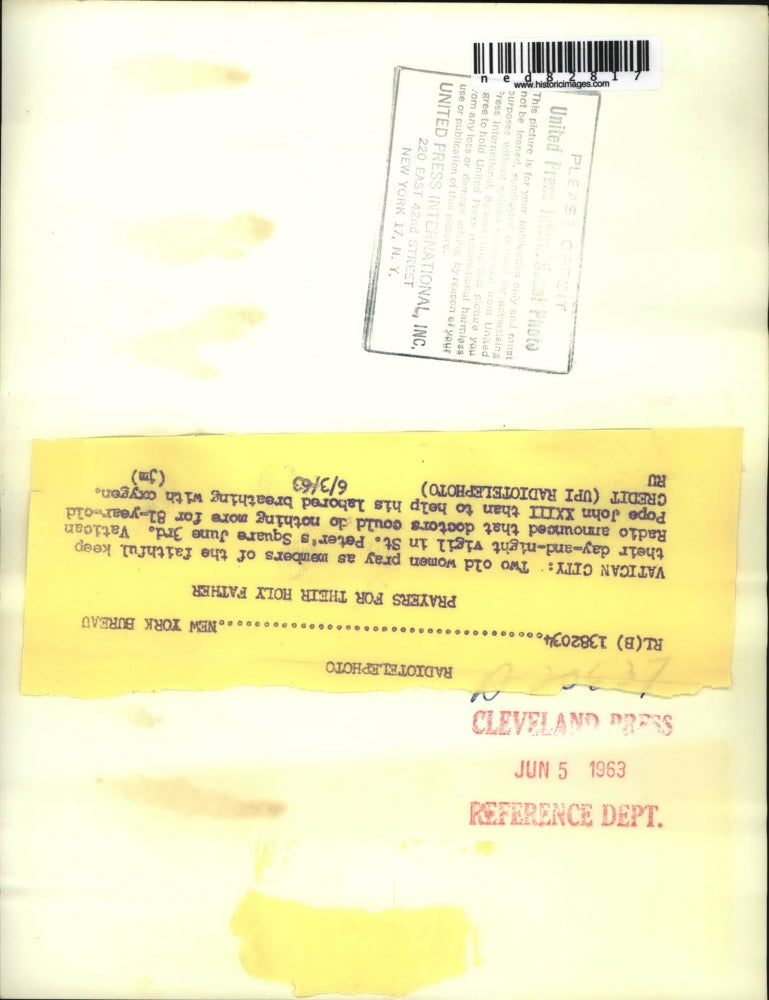 ned82817
www.historicimages.com
PLEASE CREDIT
United Press International Photo
This picture is for your publication only and must
not be loaned, for advertising
purposes without written from United
Press International. By accepting this picture you
agree to hold United Press International harmless
from any loss or damage arising by reason of your
use or publication of this picture.
UNITED PRESS INTERNATIONAL, INC.
220 EAST 42nd STREET
NEW YORK 17, N. Y.
RADIOTELEPHOTO
RL(B) 1382034........................................NEW YORK BUREAU
PRAYERS FOR THEIR HOLY FATHER
VATICAN CITY: Two old women pray as members of the faithful keep
their day-and-night vigil in St. Peter's Square June 3rd. Vatican
Radio announced that doctors could do nothing more for 81-year-old
Pope John XXIII than to help his labored breathing with oxygen.
CREDIT (UPI RADIOTELEPHOTO) 6/3/63 (jm)
RU
CLEVELAND PRESS
JUN 5 1963
REFERENCE DEPT.